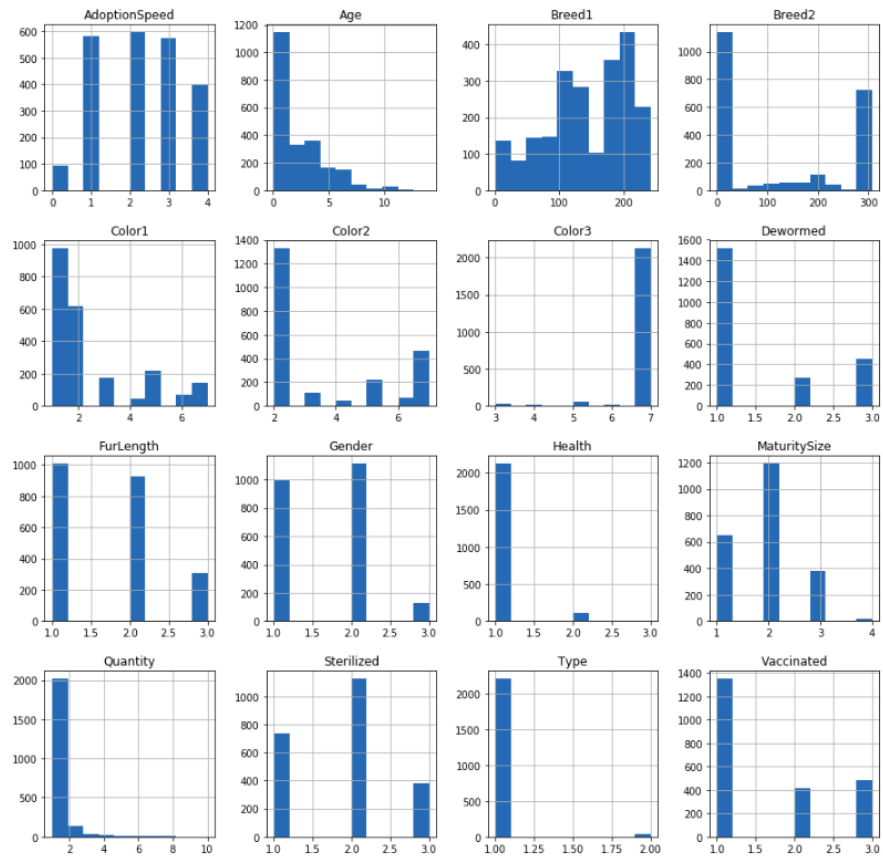 AdoptionSpeed Age Breed1 Breed2
600 1200 400 1000
500 1000 300 800
400 800 200 600
300 600 100 400
200 400 0 200
100 200 0
0 0
0 1 2 3 4 0 5 10 0 100 200 0 100 200 300
Color1 Color2 Color3 Dewormed
1000 1400 2000 1600
800 1200 1500 1400
600 1000 1000 1200
400 800 500 1000
200 600 0 800
0 400 600
200 400
0 200
0
2 4 6 2 4 6 3 4 5 6 7 1.0 1.5 2.0 2.5 3.0
FurLength Gender Health MaturitySize
1000 1000 2000 1200
800 800 1500 1000
600 600 1000 800
400 400 500 600
200 200 0 400
0 0 200
0
1.0 1.5 2.0 2.5 3.0 1.0 1.5 2.0 2.5 3.0 1.0 1.5 2.0 2.5 3.0 1 2 3 4
Quantity Sterilized Type Vaccinated
2000 1000 2000 1400
1500 800 1500 1200
1000 600 1000 1000
500 400 500 800
0 200 0 600
0 400
200
0
2 4 6 8 10 1.0 1.5 2.0 2.5 3.0 1.00 1.25 1.50 1.75 2.00 1.0 1.5 2.0 2.5 3.0